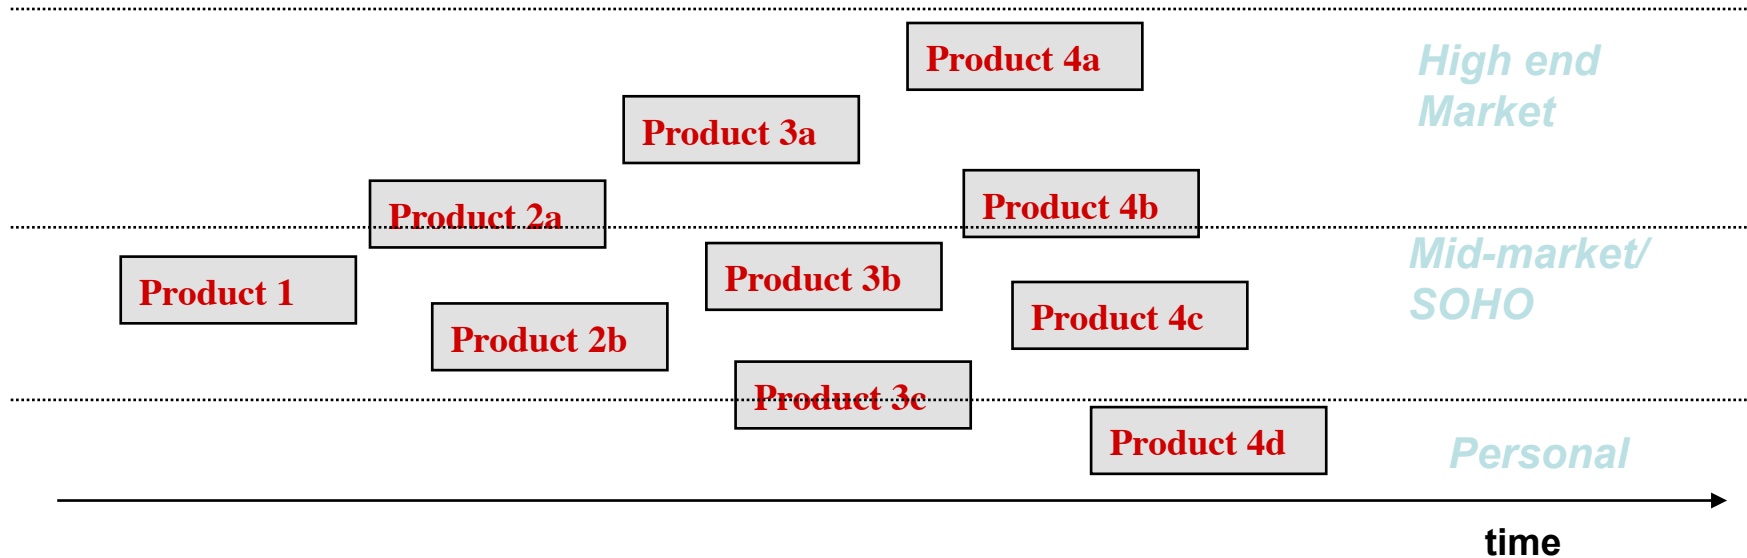 Product 4a
High end
Market
Product 3a
Product 2a
Product 4b
Mid-market/
SOHO
Product 3b
Product 1
Product 4c
Product 2b
Product 3c
Product 4d
Personal
time